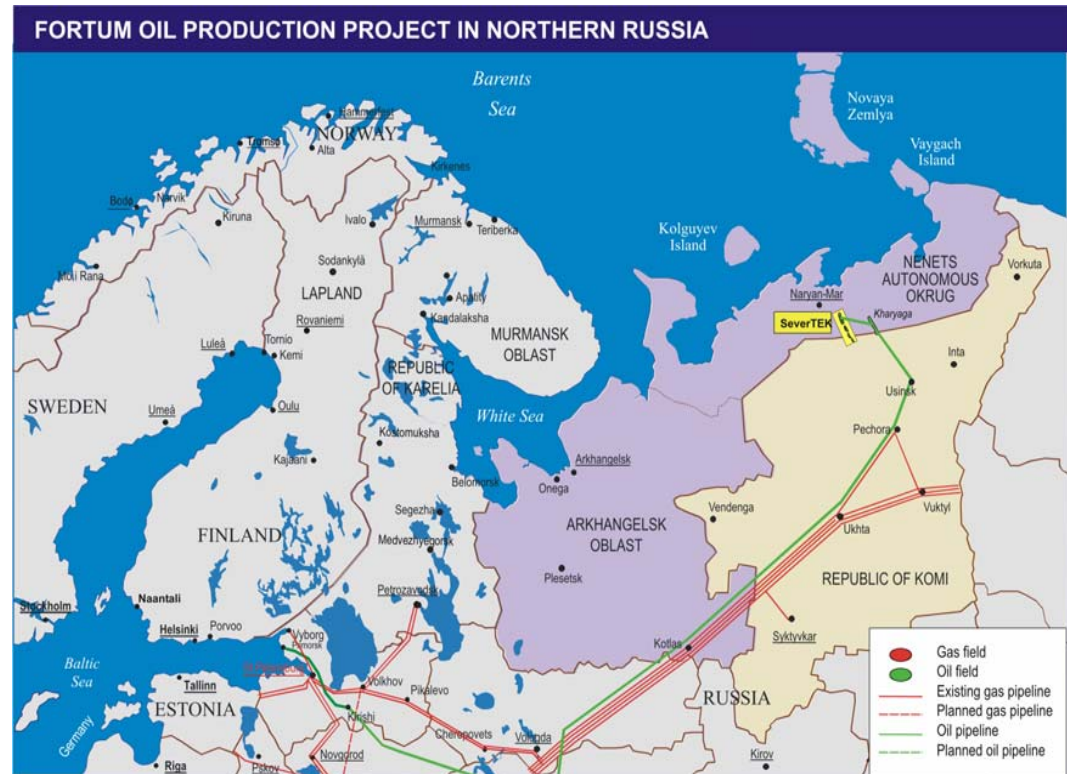 FORTUM OIL PRODUCTION PROJECT IN NORTHERN RUSSIA
Barents
Sea
Novaya
Zemlya
Hammerfest
NORWAY
Tromsø
Alta
Vaygach
Island
Kirkenes
Bodø
Narvik
Kiruna
Ivalo
Murmansk
Teriberka
Kolguyev
Island
NENETS
AUTONOMOUS
OKRUG
Vorkuta
Mo i Rana
Sodankylä
LAPLAND
Apatity
Kandalaksha
Naryan-Mar
SeverTEK
Kharyaga
Rovaniemi
MURMANSK
OBLAST
Luleå
Tornio
Kemi
REPUBLIC
OF KARELIA
Inta
Usinsk
SWEDEN
Umeå
Oulu
White Sea
Pechora
Kostomuksha
Kajaani
Belomorsk
Arkhangelsk
Onega
Vuktyl
Segezha
Vendenga
Ukhta
FINLAND
Medvezhyegorsk
ARKHANGELSK
OBLAST
Plesetsk
REPUBLIC OF KOMI
Stockholm
Naantali
Petrozavodsk
Syktyvkar
Helsinki
Porvoo
Vyborg
Primorsk
Kotlas
Baltic
Sea
St. Petersburg
Tallinn
Volkhov
Pikalevo
RUSSIA
ESTONIA
Germany
Kirishi
Cherepovets
Vologda
Riga
Pskov
Novgorod
Kirov
Gas field
Oil field
Existing gas pipeline
Planned gas pipeline
Oil pipeline
Planned oil pipeline